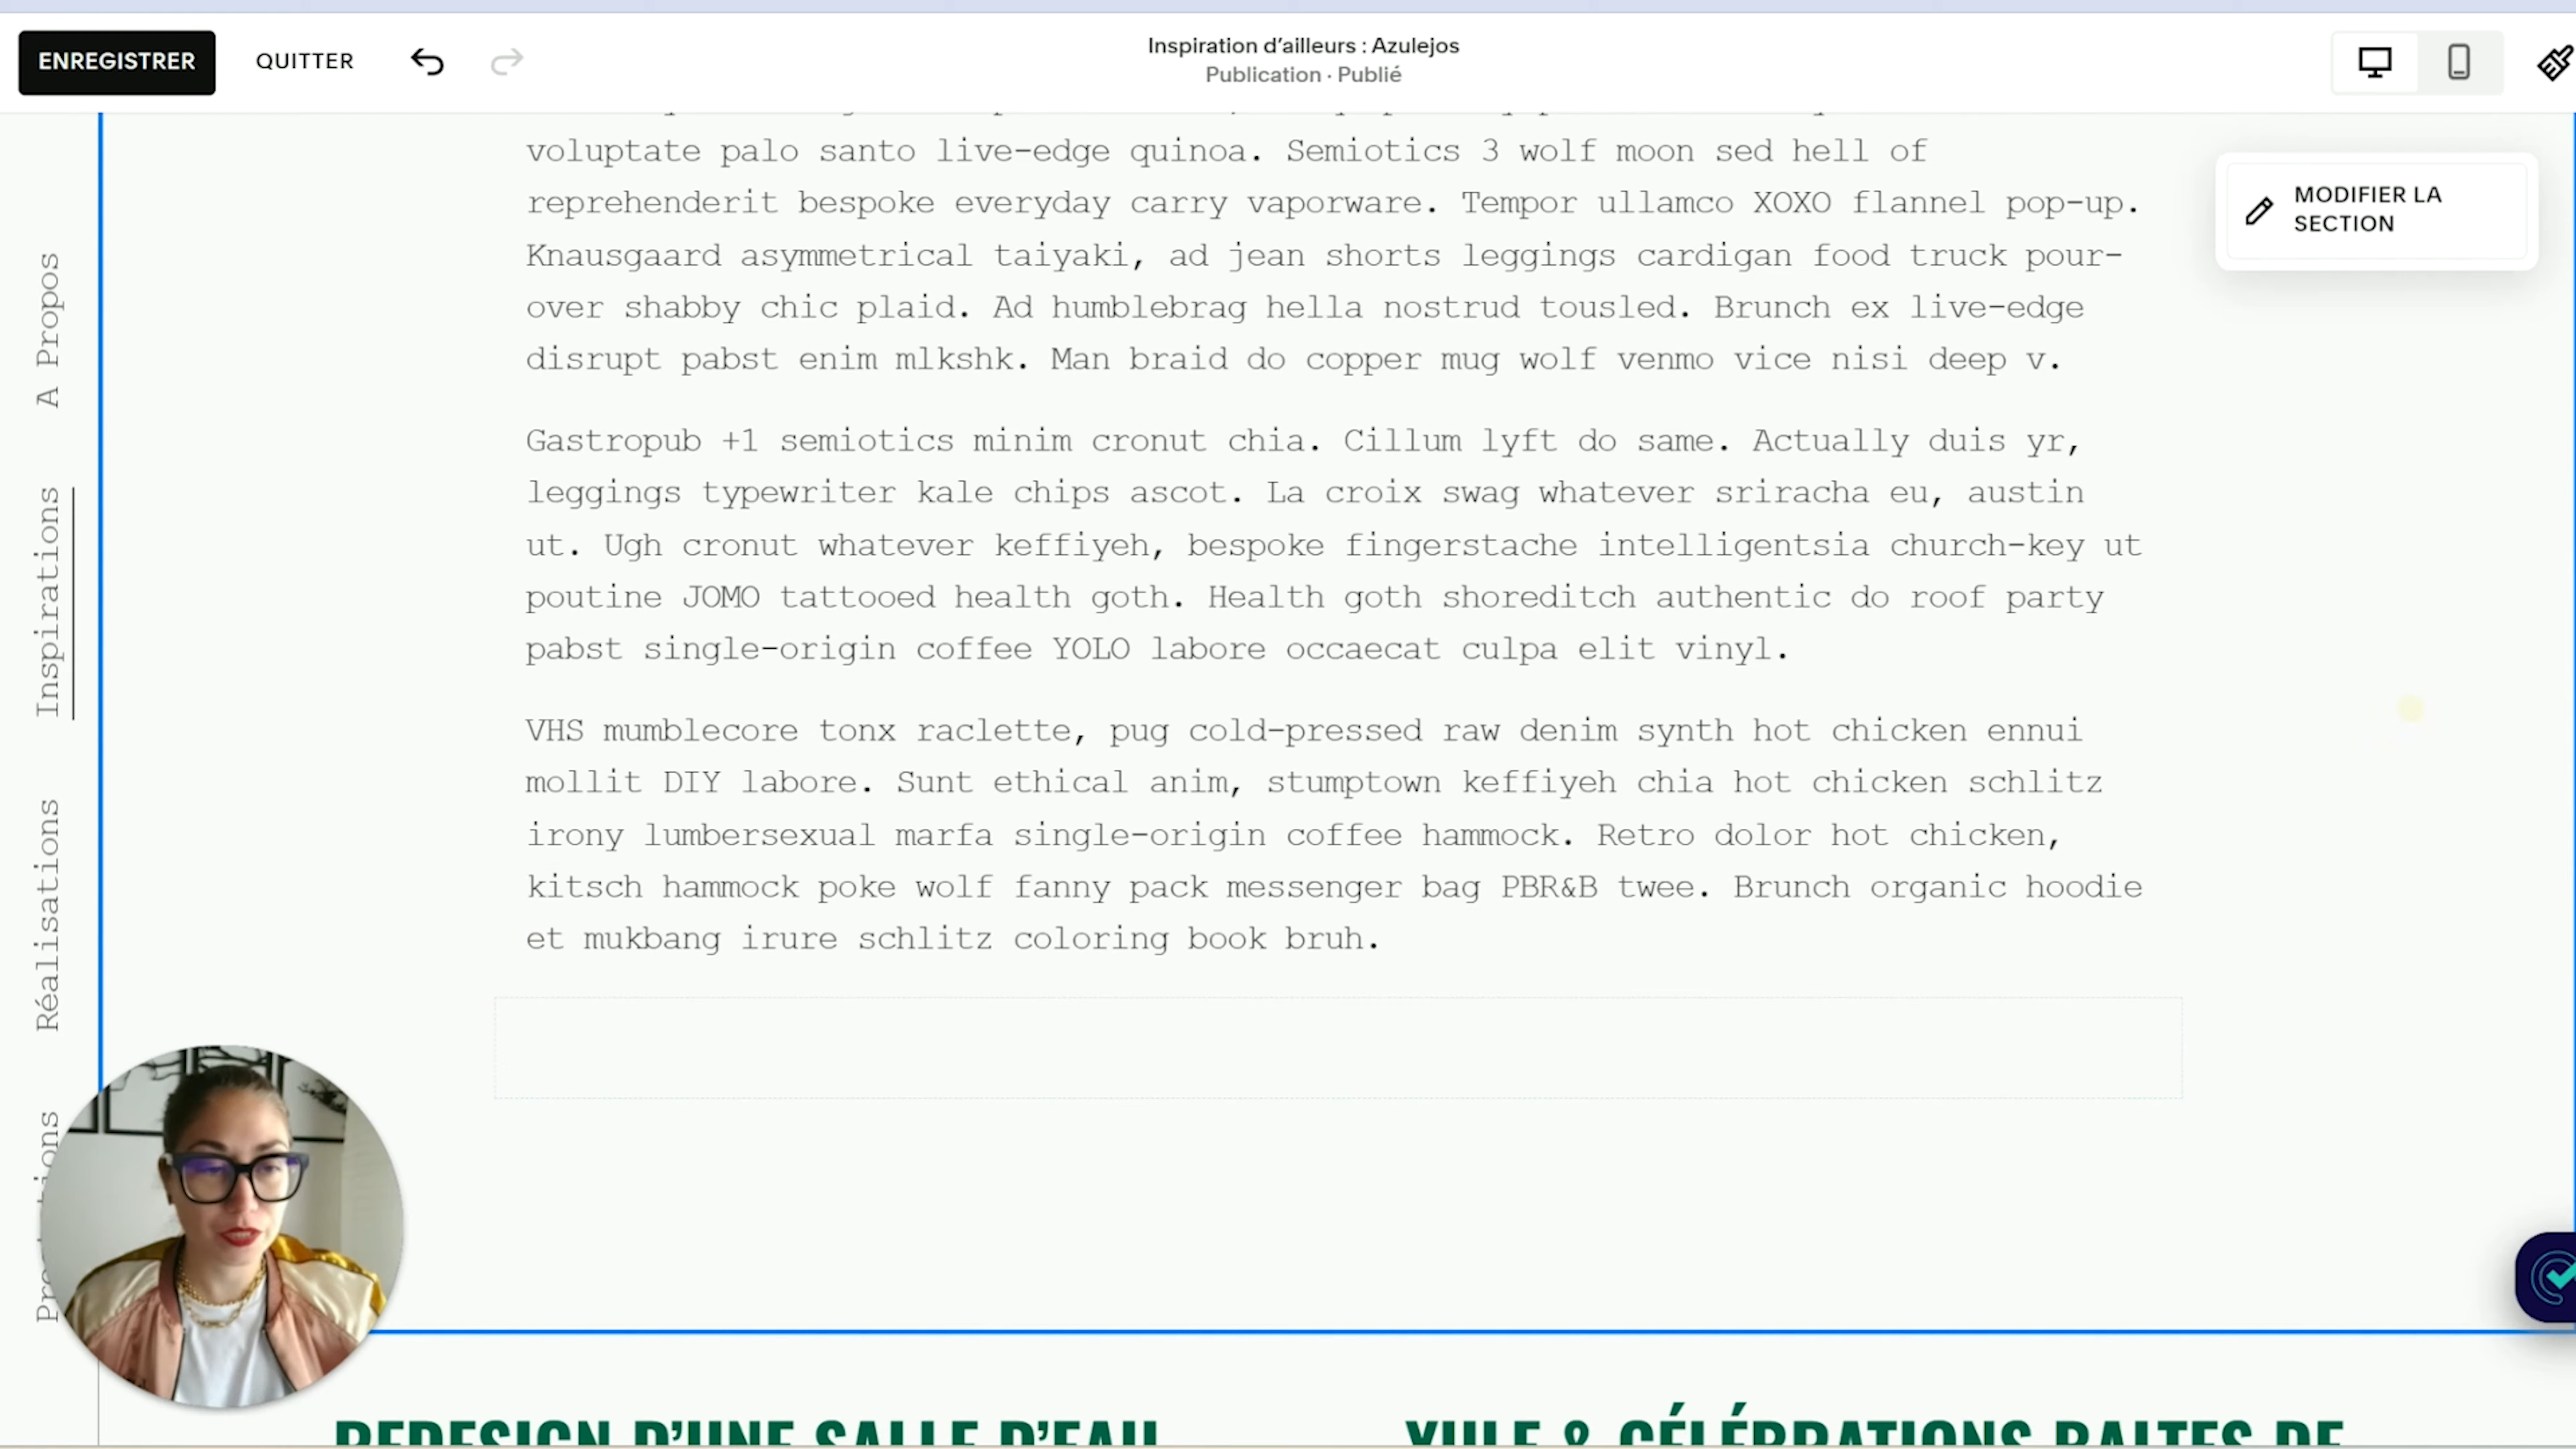 ENREGISTRER
QUITTER
Inspiration d’ailleurs : Azulejos
Publication · Publié
MODIFIER LA
SECTION
A Propos
Inspirations
Réalisations
voluptate palo santo live-edge quinoa. Semiotics 3 wolf moon sed hell of
reprehenderit bespoke everyday carry vaporware. Tempor ullamco XOXO flannel pop-up.
Knausgaard asymmetrical taiyaki, ad jean shorts leggings cardigan food truck pour-
over shabby chic plaid. Ad humblebrag hella nostrud tousled. Brunch ex live-edge
disrupt pabst enim mlkshk. Man braid do copper mug wolf venmo vice nisi deep v.
Gastropub +1 semiotics minim cronut chia. Cillum lyft do same. Actually duis yr,
leggings typewriter kale chips ascot. La croix swag whatever sriracha eu, austin
ut. Ugh cronut whatever keffiyeh, bespoke fingerstache intelligentsia church-key ut
poutine JOMO tattooed health goth. Health goth shoreditch authentic do roof party
pabst single-origin coffee YOLO labore occaecat culpa elit vinyl.
VHS mumblecore tonx raclette, pug cold-pressed raw denim synth hot chicken ennui
mollit DIY labore. Sunt ethical anim, stumptown keffiyeh chia hot chicken schlitz
irony lumbersexual marfa single-origin coffee hammock. Retro dolor hot chicken,
kitsch hammock poke wolf fanny pack messenger bag PBR&B twee. Brunch organic hoodie
et mukbang irure schlitz coloring book bruh.
REDESIGN D’UNE SALLE D’EAU
YULE & CÉLÉBRATIONS BALTES DE